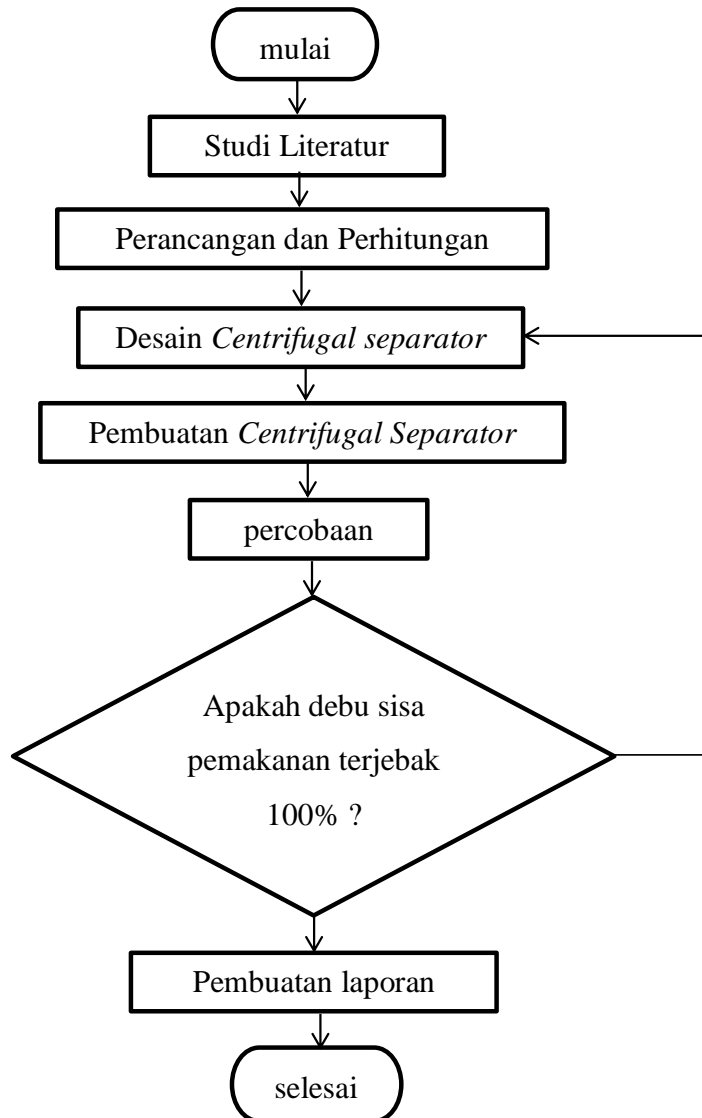 mulai
Studi Literatur
Perancangan dan Perhitungan
Desain Centrifugal separator
Pembuatan Centrifugal Separator
percobaan
Apakah debu sisa
pemakanan terjebak
100% ?
Pembuatan laporan
selesai